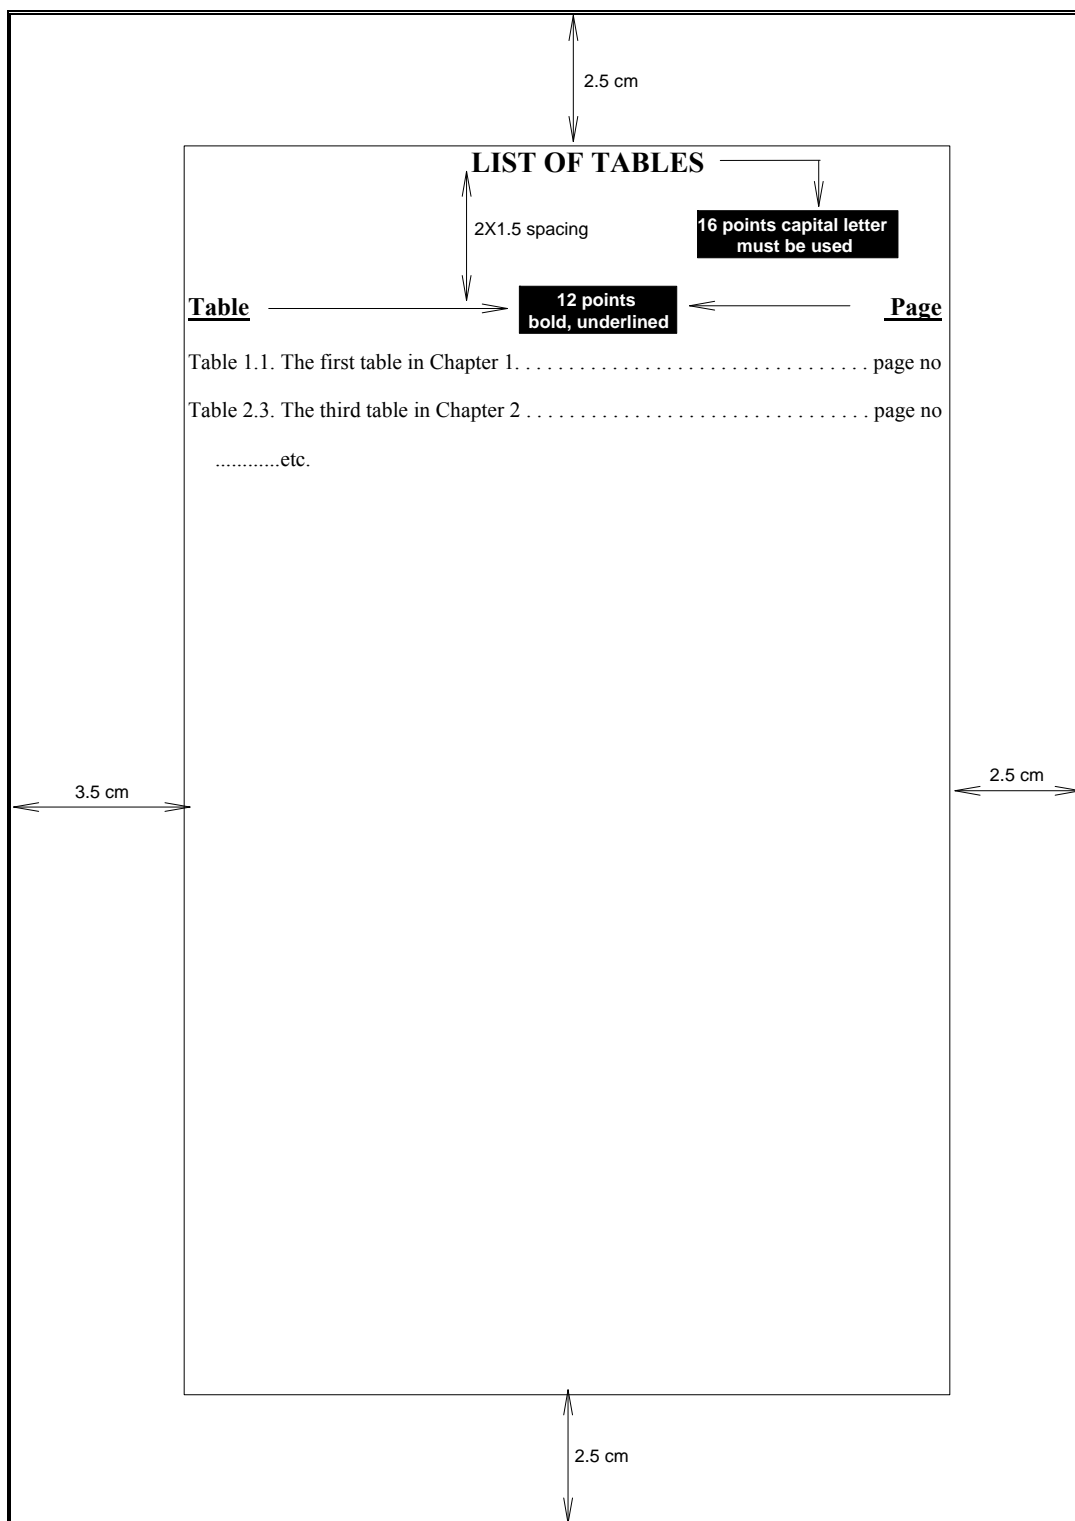 2.5 cm
LIST OF TABLES
16 points capital letter
must be used
2X1.5 spacing
Table
12 points
bold, underlined
Page
Table 1.1. The first table in Chapter 1. . . . . . . . . . . . . . . . . . . . . . . . . . . . . . . . . page no
Table 2.3. The third table in Chapter 2 . . . . . . . . . . . . . . . . . . . . . . . . . . . . . . . . page no
............etc.
3.5 cm
2.5 cm
2.5 cm